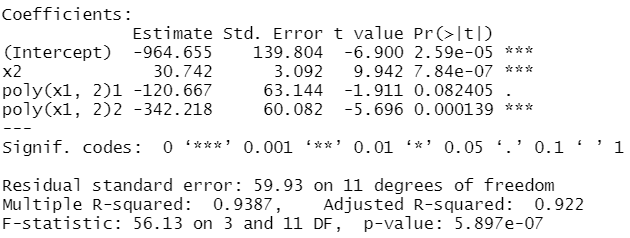 Coefficients:
Estimate Std. Error t value Pr(>|t|)
(Intercept) -964.655 139.804 -6.900 2.59e-05 ***
x2 30.742 3.092 9.942 7.84e-07 ***
poly(x1, 2)1 -120.667 63.144 -1.911 0.082405 .
poly(x1, 2)2 -342.218 60.082 -5.696 0.000139 ***
---
Signif. codes: 0 ‘***’ 0.001 ‘**’ 0.01 ‘*’ 0.05 ‘.’ 0.1 ‘ ’ 1
Residual standard error: 59.93 on 11 degrees of freedom
Multiple R-squared: 0.9387, Adjusted R-squared: 0.922
F-statistic: 56.13 on 3 and 11 DF, p-value: 5.897e-07